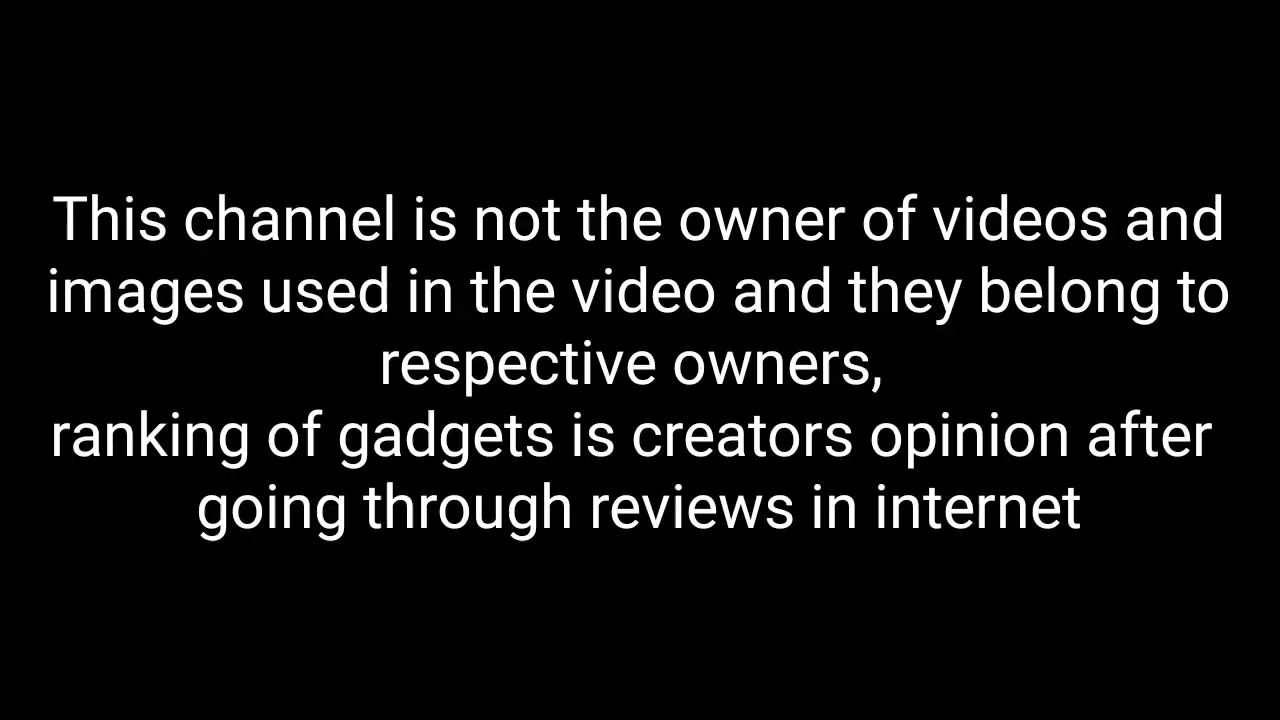 This channel is not the owner of videos and
images used in the video and they belong to
respective owners,
ranking of gadgets is creators opinion after
going through reviews in internet